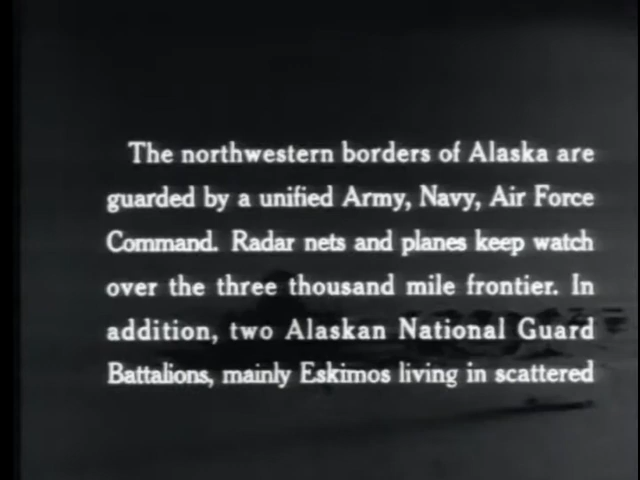 The northwestern borders of Alaska are
guarded by a unified Army, Navy, Air Force
Command. Radar nets and planes keep watch
over the three thousand mile frontier. In
addition, two Alaskan National Guard
Battalions, mainly Eskimos living in scattered